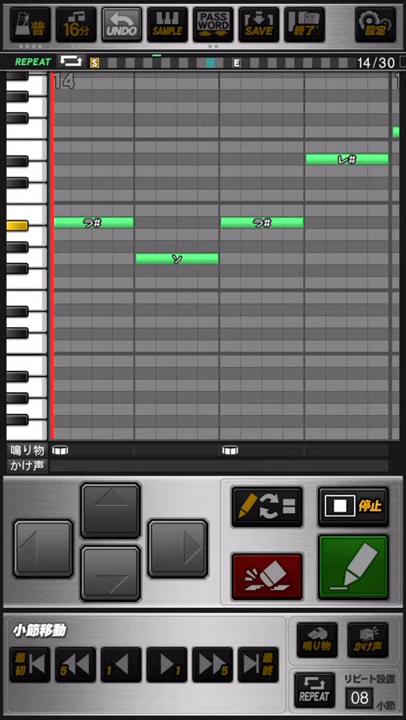 普
16分
UNDO
SAMPLE
PASS
WORD
SAVE
終了
設定
REPEAT
S
E
14/30
14
レ#
ラ#
ラ#
ソ
鳴り物
かけ声
停止
小節移動
最初
5
1
1
5
最終
鳴り物
かけ声
REPEAT
リピート設置
08
小節